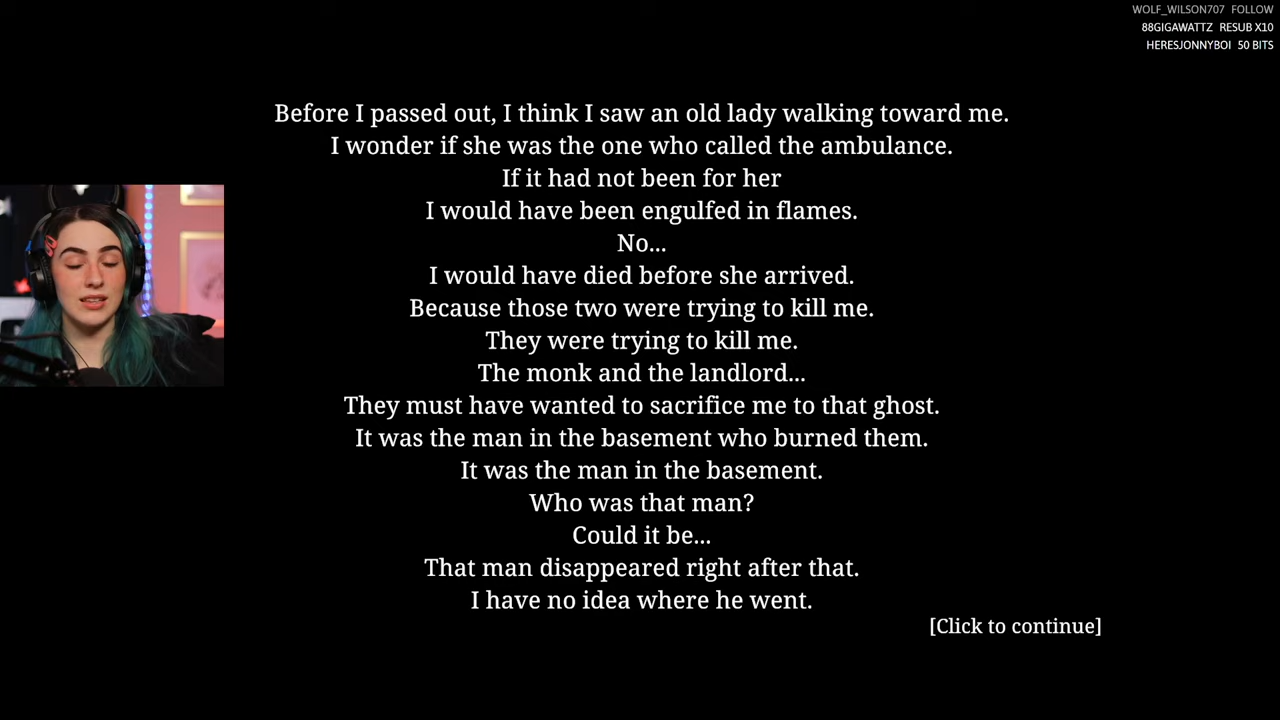 WOLF_WILSON707 FOLLOW
88GIGAWATTZ RESUB X10
HERESJONNYBOI 50 BITS
Before I passed out, I think I saw an old lady walking toward me.
I wonder if she was the one who called the ambulance.
If it had not been for her
I would have been engulfed in flames.
No...
I would have died before she arrived.
Because those two were trying to kill me.
They were trying to kill me.
The monk and the landlord...
They must have wanted to sacrifice me to that ghost.
It was the man in the basement who burned them.
It was the man in the basement.
Who was that man?
Could it be...
That man disappeared right after that.
I have no idea where he went.
[Click to continue]